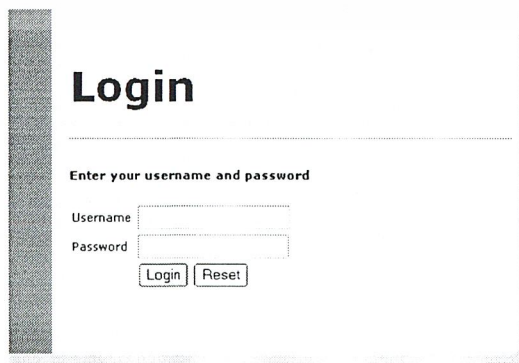 Login
Enter your username and password
Username
Password
Login Reset